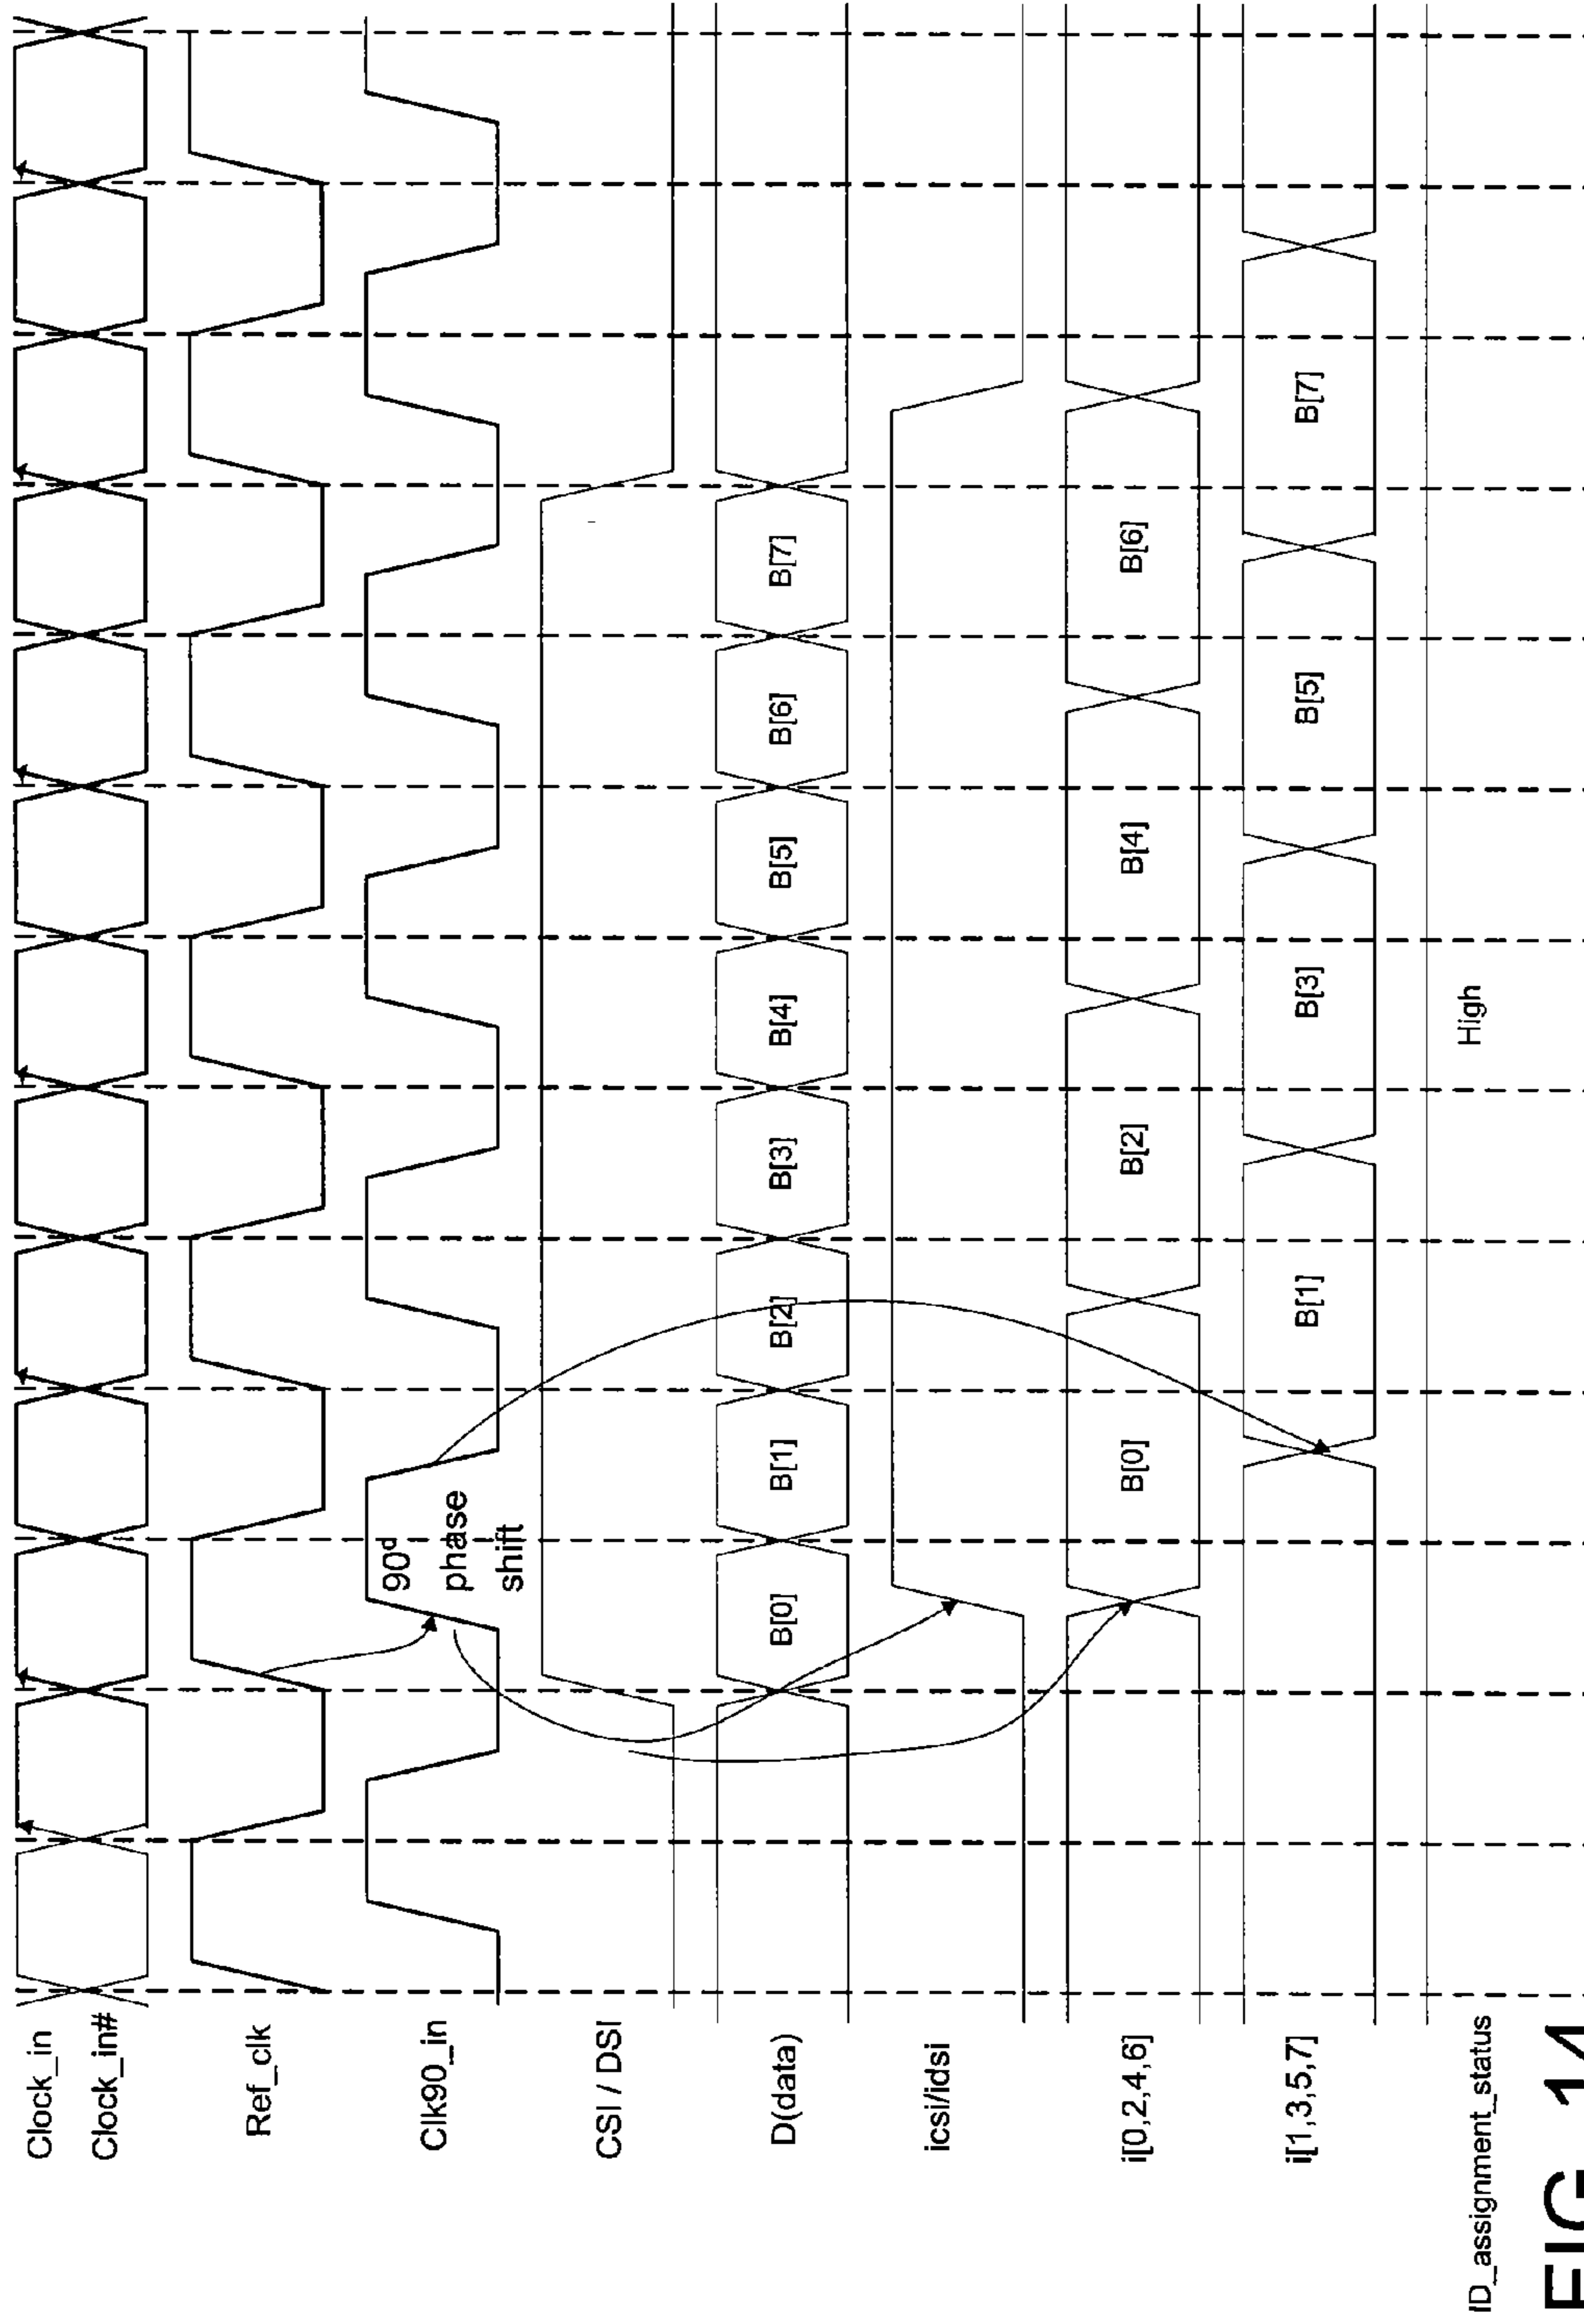 Clock_in
Clock_in#
Ref_clk
Clk90_in
90d
phase
shift
CSI / DSI
D(data)
B[0] B[1] B[2] B[3] B[4] B[5] B[6] B[7]
icsi/idsi
i[0,2,4,6]
B[0] B[2] B[4] B[6]
i[1,3,5,7]
B[1] B[3] B[5] B[7]
ID_assignment_status
High
FIG. 14